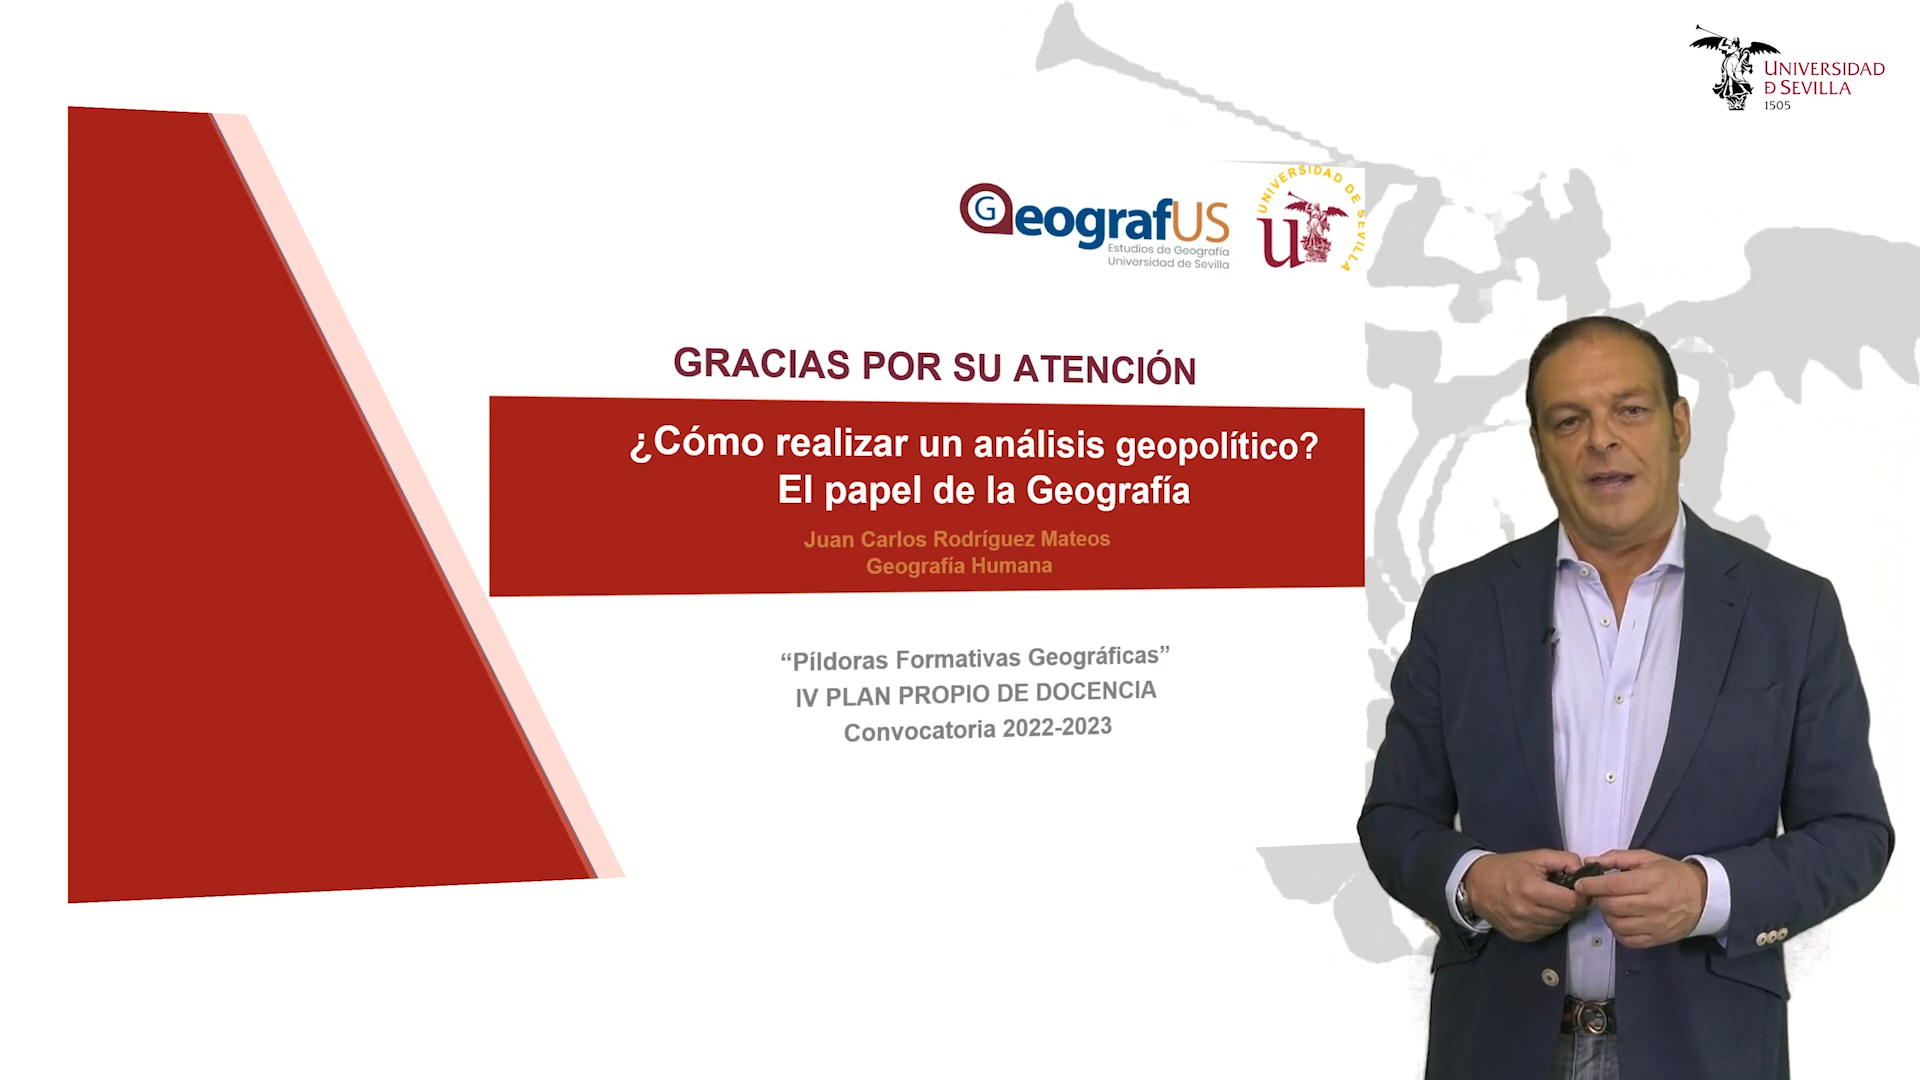 UNIVERSIDAD
D SEVILLA
1505
GeografUS
Estudios de Geografía
Universidad de Sevilla
UNIVERSIDAD DE SEVILLA
GRACIAS POR SU ATENCIÓN
¿Cómo realizar un análisis geopolítico?
El papel de la Geografía
Juan Carlos Rodríguez Mateos
Geografía Humana
“Píldoras Formativas Geográficas”
IV PLAN PROPIO DE DOCENCIA
Convocatoria 2022-2023